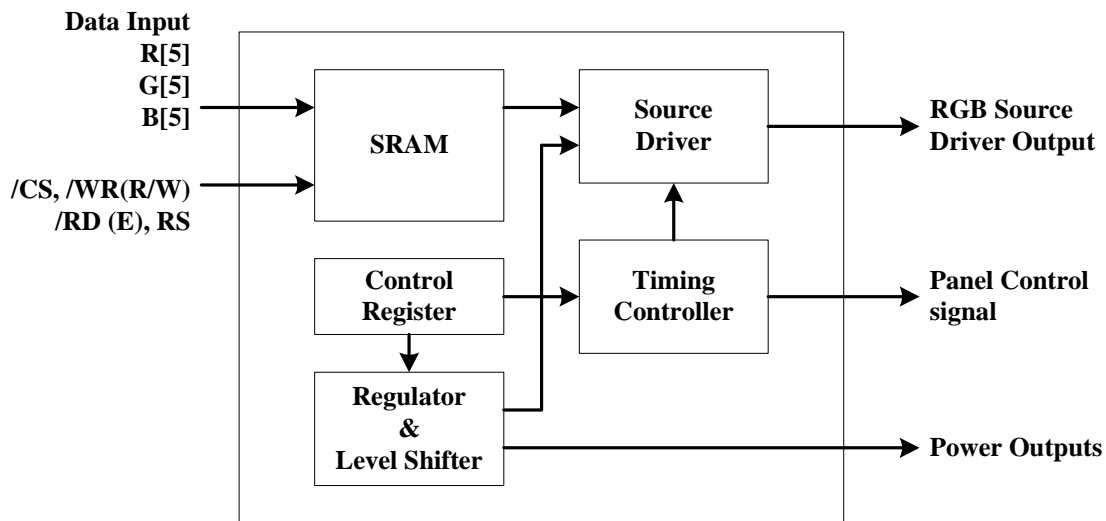 Data Input
R[5]
G[5]
B[5]
/CS, /WR(R/W)
/RD (E), RS
SRAM
Source
Driver
RGB Source
Driver Output
Control
Register
Timing
Controller
Panel Control
signal
Regulator
&
Level Shifter
Power Outputs